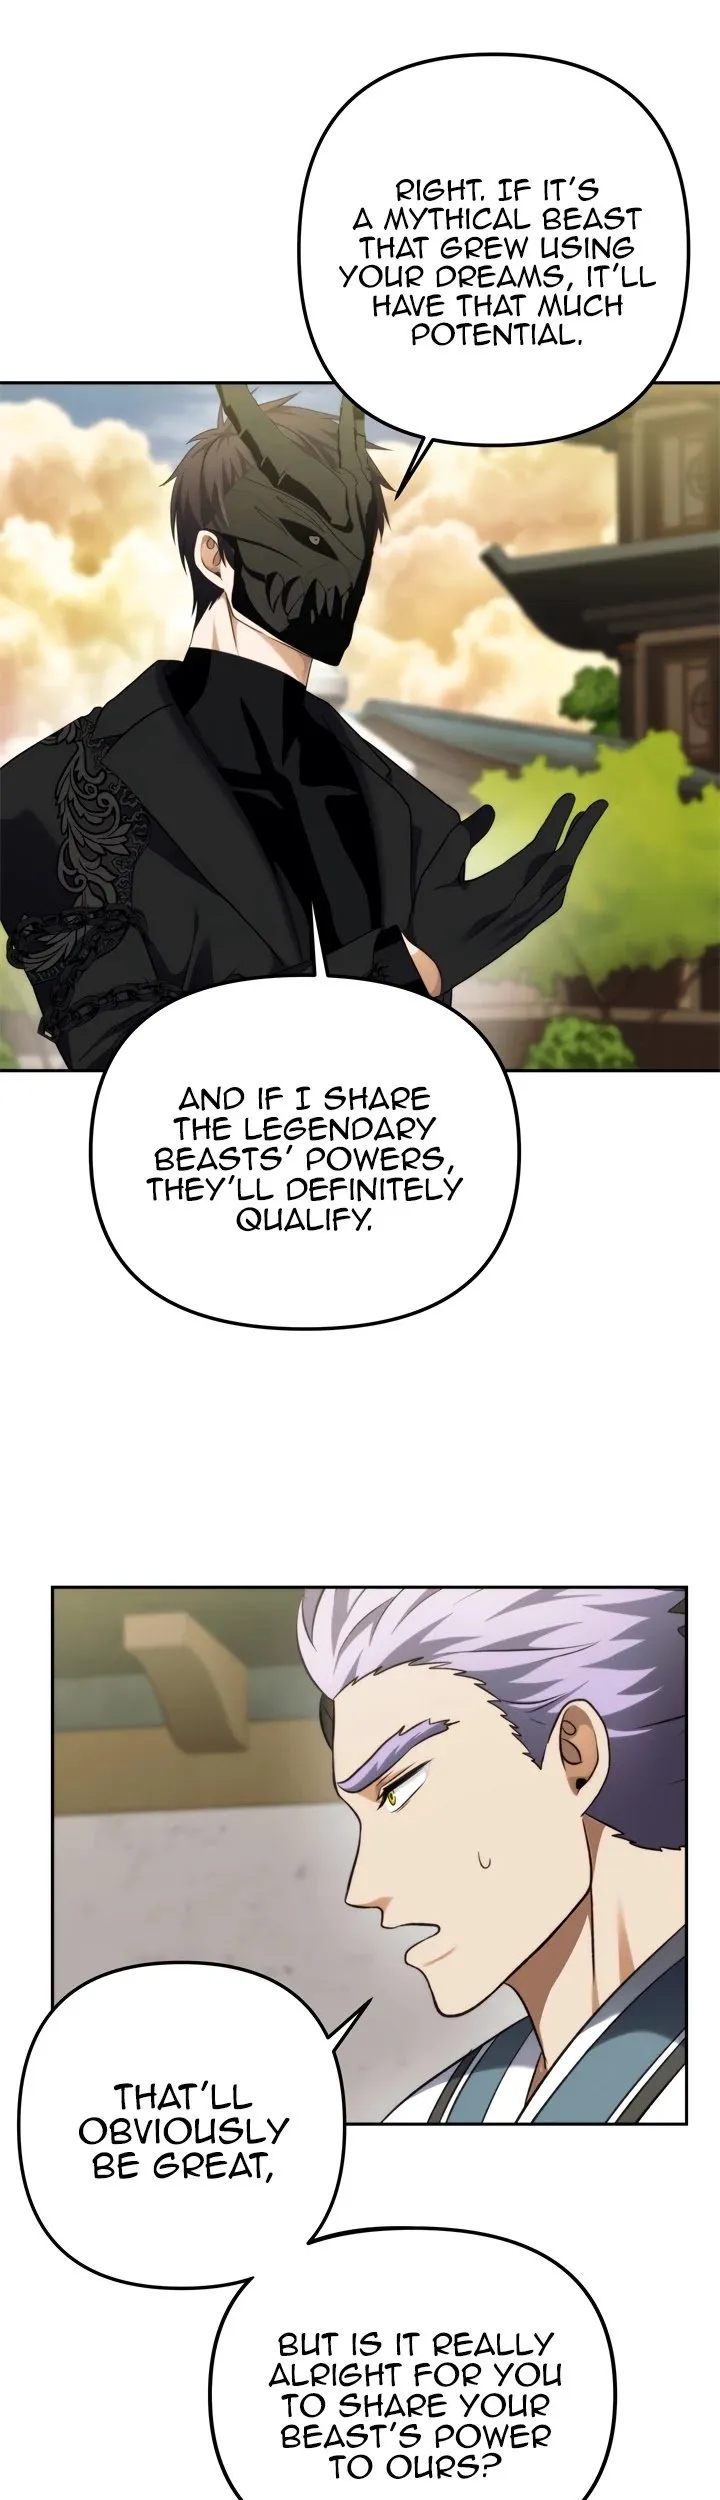 RIGHT. IF IT'S
A MYTHICAL BEAST
THAT GREW USING
YOUR DREAMS, IT'LL
HAVE THAT MUCH
POTENTIAL.
AND IF I SHARE
THE LEGENDARY
BEASTS' POWERS,
THEY'LL DEFINITELY
QUALIFY.
THAT'LL
OBVIOUSLY
BE GREAT,
BUT IS IT REALLY
ALRIGHT FOR YOU
TO SHARE YOUR
BEAST'S POWER
TO OURS?